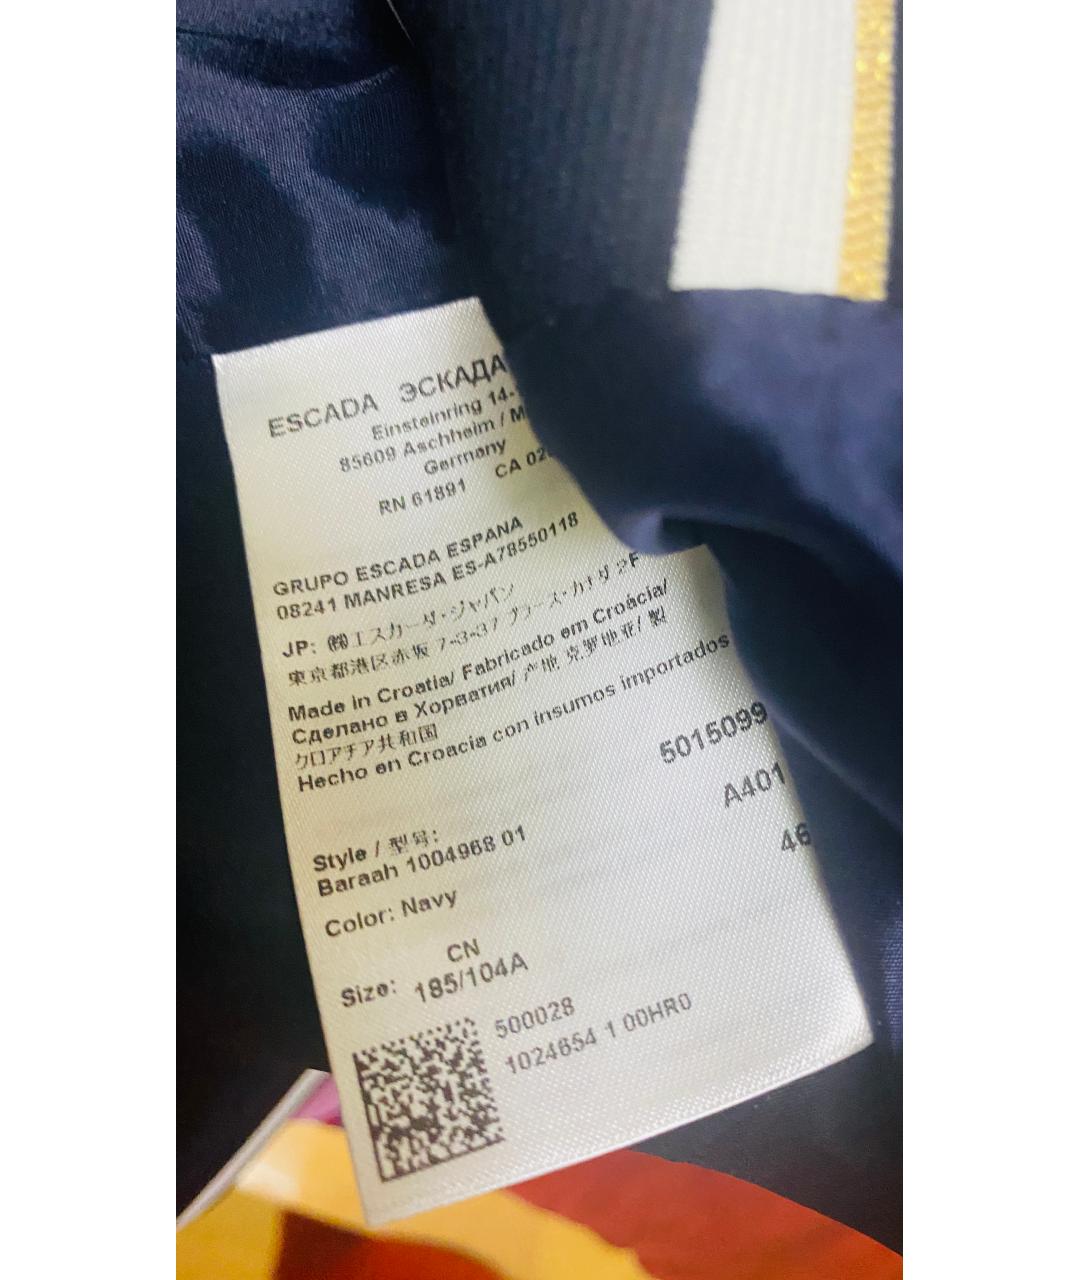 ESCADA ЭСКАДА
Einsteinring 14-
85609 Aschheim / M
Germany
RN 61891 CA 02
GRUPO ESCADA ESPANA
08241 MANRESA ES-A78550118
JP: ㈱エスカーダ・ジャパン
東京都港区赤坂 7-3-37 プラース・カナダ 2F
Made in Croatia/ Fabricado em Croácia/
Сделано в Хорватия/ 产地 克罗地亚/ 製
クロアチア共和国
Hecho en Croacia con insumos importados
5015099
A401
46
Style / 型号:
Baraah 1004968 01
Color: Navy
CN
Size: 185/104A
500028
1024654 1 00HR0